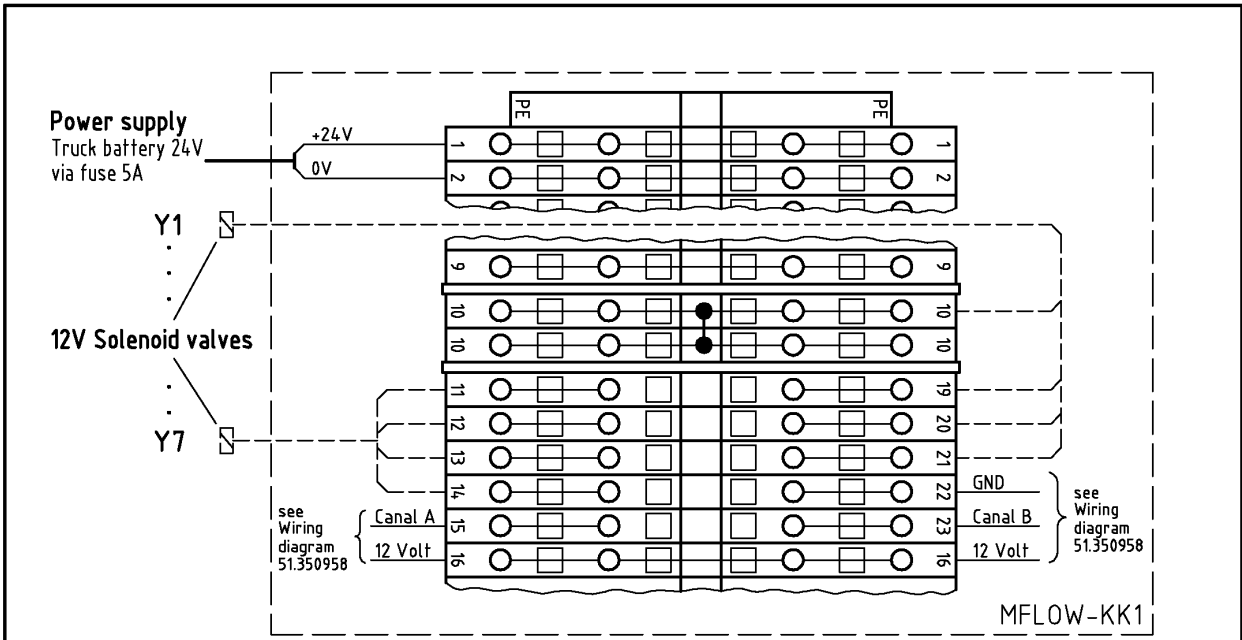 PE PE
Power supply
Truck battery 24V
via fuse 5A
+24V
0V
1 1
2 2
Y1
9 9
10 10
12V Solenoid valves
10 10
11 19
12 20
Y7
13 21
14 22 GND
see
Wiring
diagram
51.350958
Canal A 15 23 Canal B
12 Volt 16 16 12 Volt
see
Wiring
diagram
51.350958
MFLOW-KK1